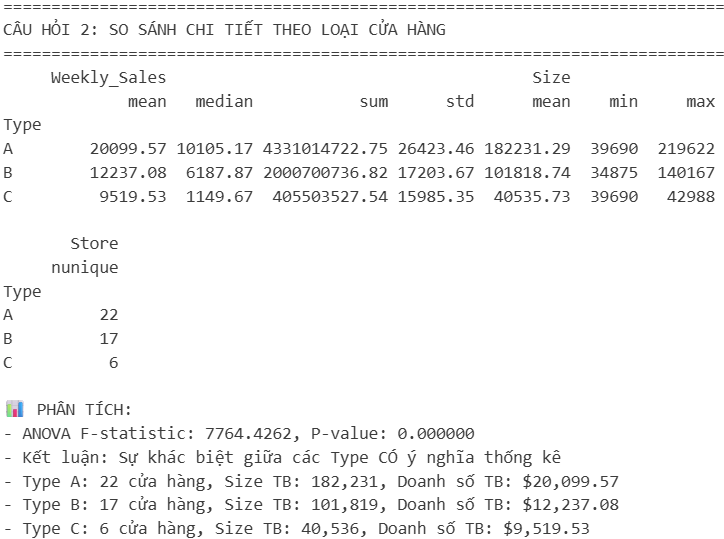 ================================================================================
CÂU HỎI 2: SO SÁNH CHI TIẾT THEO LOẠI CỬA HÀNG
================================================================================
     Weekly_Sales                                      Size
             mean   median           sum      std      mean    min     max
Type
A        20099.57 10105.17 4331014722.75 26423.46 182231.29  39690  219622
B        12237.08  6187.87 2000700736.82 17203.67 101818.74  34875  140167
C         9519.53  1149.67  405503527.54 15985.35  40535.73  39690   42988
       Store
     nunique
Type
A         22
B         17
C          6
📊 PHÂN TÍCH:
- ANOVA F-statistic: 7764.4262, P-value: 0.000000
- Kết luận: Sự khác biệt giữa các Type CÓ ý nghĩa thống kê
- Type A: 22 cửa hàng, Size TB: 182,231, Doanh số TB: $20,099.57
- Type B: 17 cửa hàng, Size TB: 101,819, Doanh số TB: $12,237.08
- Type C: 6 cửa hàng, Size TB: 40,536, Doanh số TB: $9,519.53